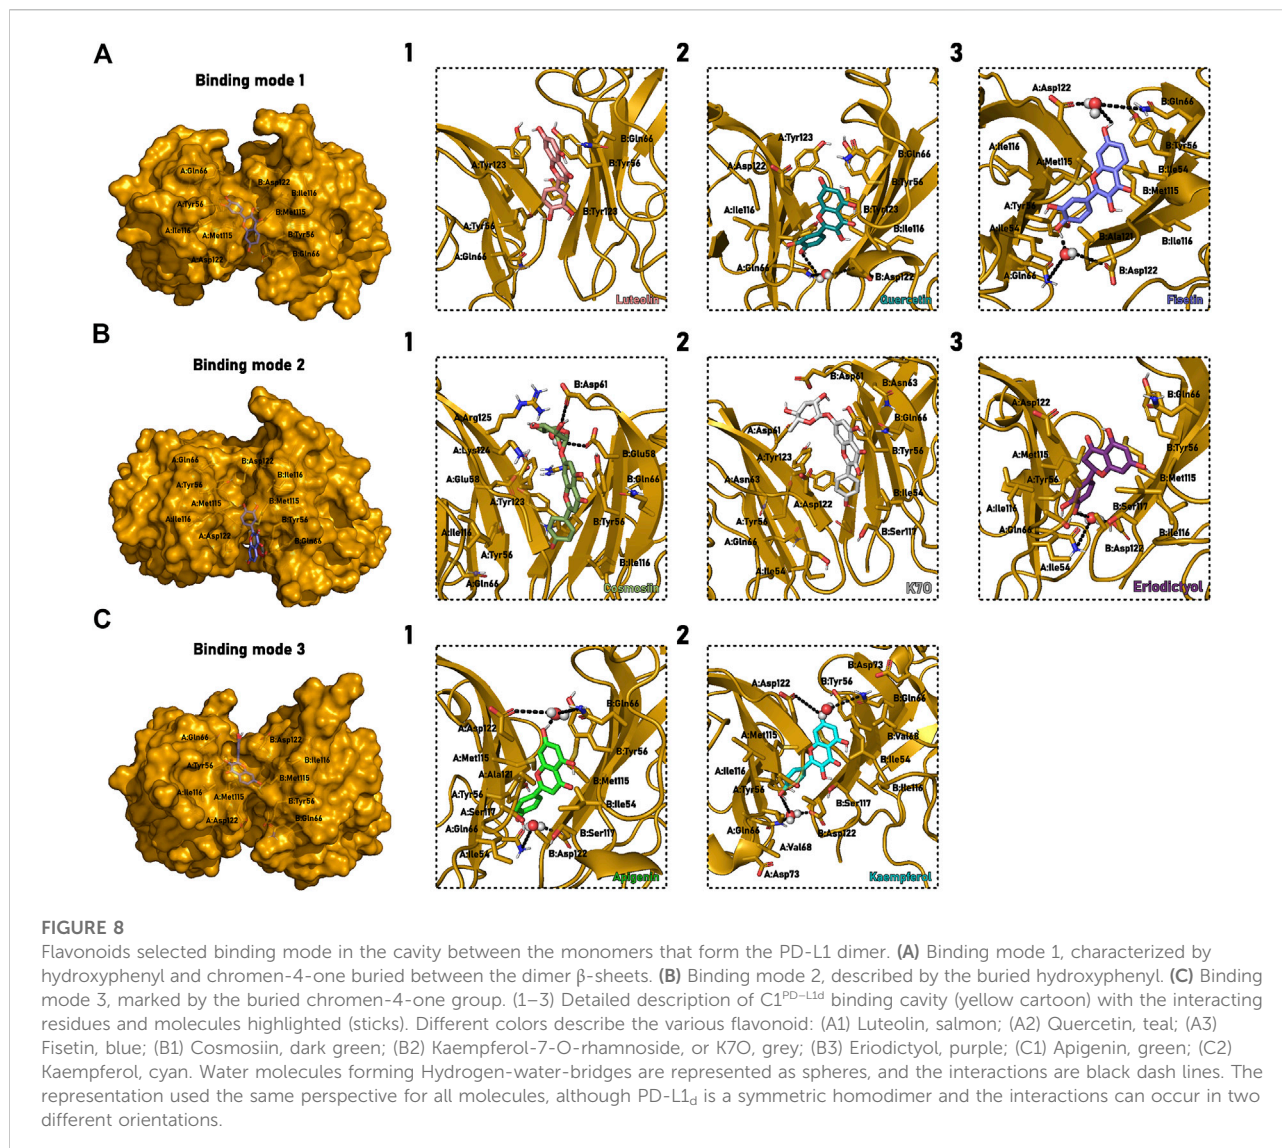 A
Binding mode 1
A:Gln66
B:Asp122
B:Ile116
A:Tyr56
B:Met115
A:Ile116
A:Met115
B:Tyr56
A:Asp122
B:Gln66
1
A:Tyr123
B:Gln66
B:Tyr56
B:Tyr123
A:Tyr56
A:Gln66
Luteolin
2
A:Tyr123
A:Asp122
B:Gln66
B:Tyr56
A:Ile116
B:Tyr123
B:Ile116
A:Gln66
B:Asp122
Quercetin
3
A:Asp122
B:Gln66
A:Ile116
B:Tyr56
A:Met115
B:Ile54
B:Met115
A:Tyr56
A:Ile54
B:Ala121
B:Ile116
A:Gln66
B:Asp122
Fisetin
B
Binding mode 2
A:Gln66
B:Asp122
B:Ile116
A:Tyr56
A:Met115
B:Met115
A:Ile116
B:Tyr56
A:Asp122
B:Gln66
1
B:Asp61
A:Arg125
A:Lys124
B:Glu58
A:Glu58
B:Gln66
A:Tyr123
A:Ile116
B:Tyr56
A:Tyr56
B:Ile116
A:Gln66
Cosmosiin
2
B:Asp61
B:Asn63
B:Gln66
A:Asp61
B:Tyr56
A:Tyr123
A:Asn63
A:Asp122
B:Ile54
A:Tyr56
B:Ser117
A:Gln66
A:Ile54
K7O
3
A:Asp122
B:Gln66
B:Tyr56
A:Met115
A:Tyr56
B:Met115
A:Ile116
B:Ser117
A:Gln66
B:Ile116
B:Asp122
A:Ile54
Eriodictyol
C
Binding mode 3
A:Gln66
B:Asp122
B:Ile116
A:Tyr56
B:Met115
A:Ile116
A:Met115
B:Tyr56
A:Asp122
B:Gln66
1
B:Gln66
A:Asp122
B:Tyr56
A:Met115
A:Ala121
B:Met115
A:Tyr56
B:Ile54
A:Ser117
A:Gln66
B:Ser117
A:Ile54
B:Asp122
Apigenin
2
B:Asp73
A:Asp122
B:Tyr56
B:Gln66
A:Met115
B:Val68
B:Ile54
A:Ile116
A:Tyr56
B:Ile116
B:Ser117
A:Gln66
B:Asp122
A:Val68
A:Asp73
Kaempferol
FIGURE 8
Flavonoids selected binding mode in the cavity between the monomers that form the PD-L1 dimer. (A) Binding mode 1, characterized by
hydroxyphenyl and chromen-4-one buried between the dimer β-sheets. (B) Binding mode 2, described by the buried hydroxyphenyl. (C) Binding
mode 3, marked by the buried chromen-4-one group. (1–3) Detailed description of C1PD–L1d binding cavity (yellow cartoon) with the interacting
residues and molecules highlighted (sticks). Different colors describe the various flavonoid: (A1) Luteolin, salmon; (A2) Quercetin, teal; (A3)
Fisetin, blue; (B1) Cosmosiin, dark green; (B2) Kaempferol-7-O-rhamnoside, or K7O, grey; (B3) Eriodictyol, purple; (C1) Apigenin, green; (C2)
Kaempferol, cyan. Water molecules forming Hydrogen-water-bridges are represented as spheres, and the interactions are black dash lines. The
representation used the same perspective for all molecules, although PD-L1d is a symmetric homodimer and the interactions can occur in two
different orientations.